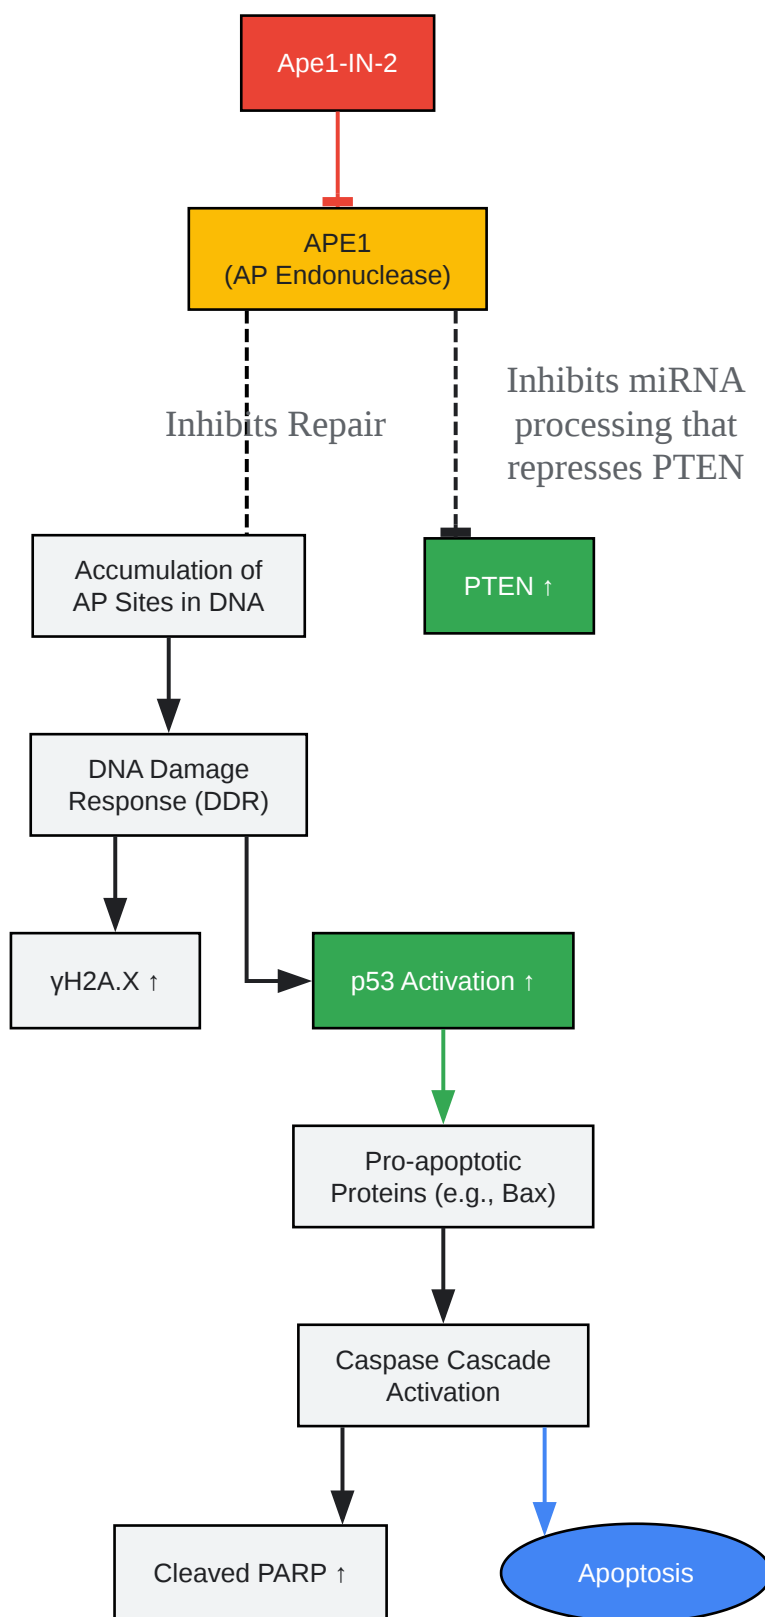 Ape1-IN-2
APE1
(AP Endonuclease)
Inhibits Repair
Inhibits miRNA
processing that
represses PTEN
Accumulation of
AP Sites in DNA
PTEN ↑
DNA Damage
Response (DDR)
γH2A.X ↑
p53 Activation ↑
Pro-apoptotic
Proteins (e.g., Bax)
Caspase Cascade
Activation
Cleaved PARP ↑
Apoptosis